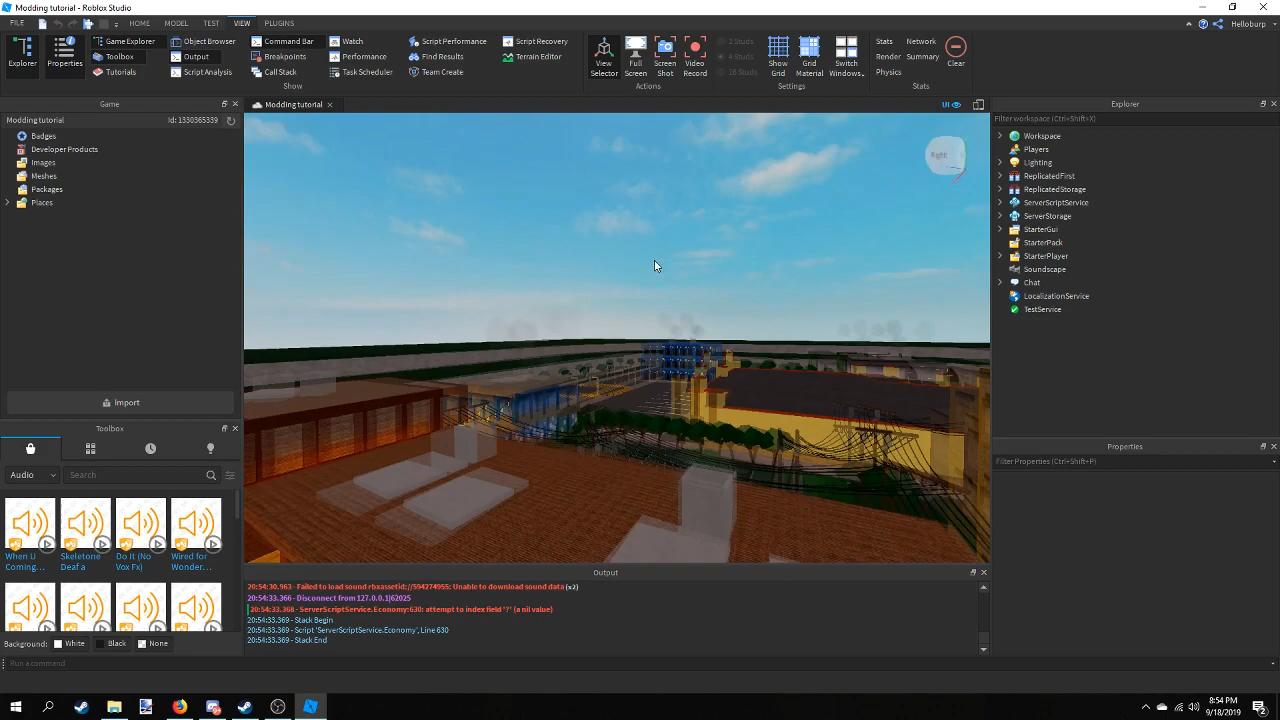 Modding tutorial - Roblox Studio
FILE HOME MODEL TEST VIEW PLUGINS Helloburp
Explorer
Properties
Game Explorer
Toolbox
Tutorials
Object Browser
Output
Script Analysis
Command Bar
Breakpoints
Call Stack
Watch
Performance
Task Scheduler
Script Performance
Find Results
Team Create
Script Recovery
Terrain Editor
Show
View Selector
Full Screen
Screen Shot
Video Record
Actions
2 Studs
4 Studs
16 Studs
Show Grid
Grid Material
Switch Windows...
Settings
Stats Network
Render Summary
Physics
Clear
Stats
Game
Modding tutorial Id: 1330365339
Badges
Developer Products
Images
Meshes
Packages
Places
Import
Toolbox
Audio Search
When U Coming...
Skeletone Deaf a
Do It (No Vox Fx)
Wired for Wonder...
Background: White Black None
Modding tutorial
UI
Right
Output
20:54:30.963 - Failed to load sound rbxassetid://594274955: Unable to download sound data (x2)
20:54:33.366 - Disconnect from 127.0.0.1|62025
20:54:33.368 - ServerScriptService.Economy:630: attempt to index field '?' (a nil value)
20:54:33.369 - Stack Begin
20:54:33.369 - Script 'ServerScriptService.Economy', Line 630
20:54:33.369 - Stack End
Explorer
Filter workspace (Ctrl+Shift+X)
Workspace
Players
Lighting
ReplicatedFirst
ReplicatedStorage
ServerScriptService
ServerStorage
StarterGui
StarterPack
StarterPlayer
Soundscape
Chat
LocalizationService
TestService
Properties
Filter Properties (Ctrl+Shift+P)
Run a command
8:54 PM
9/18/2019
2